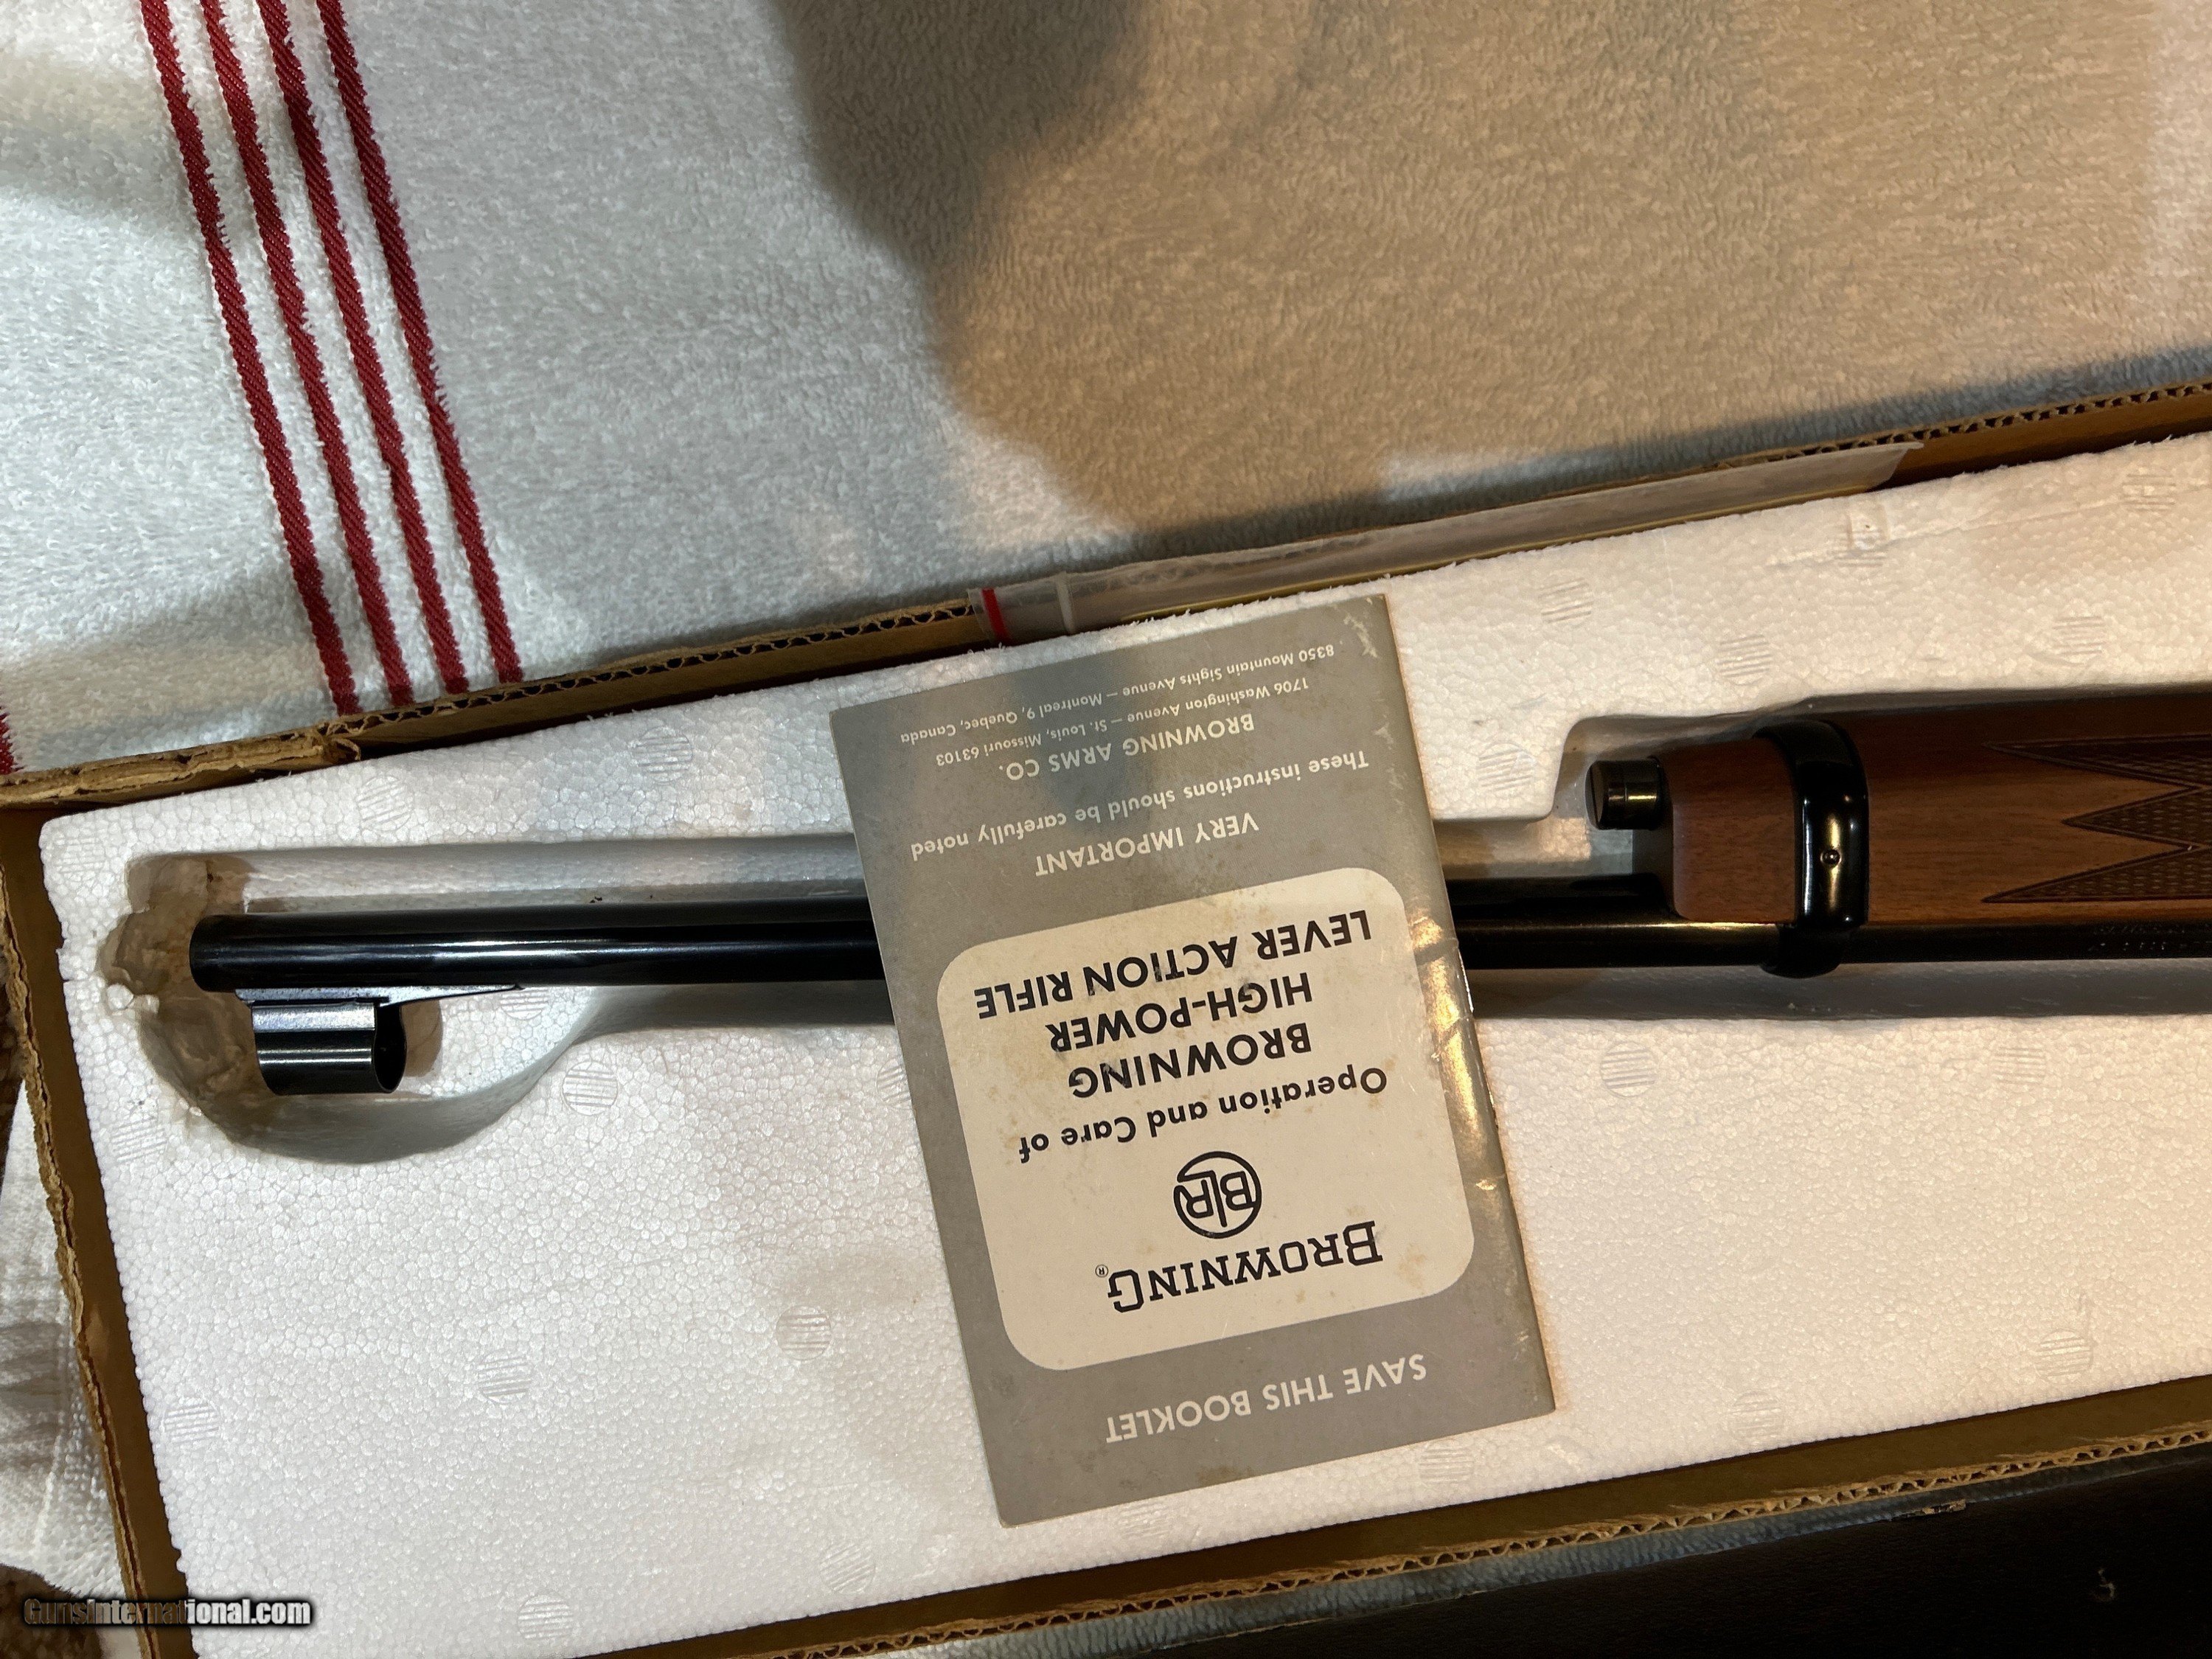 SAVE THIS BOOKLET
BROWNING®
BLR
Operation and Care of
BROWNING
HIGH-POWER
LEVER ACTION RIFLE
VERY IMPORTANT
These instructions should be carefully noted
BROWNING ARMS CO.
1706 Washington Avenue — St. Louis, Missouri 63103
8350 Mountain Sights Avenue — Montreal 9, Quebec, Canada
GunsInternational.com